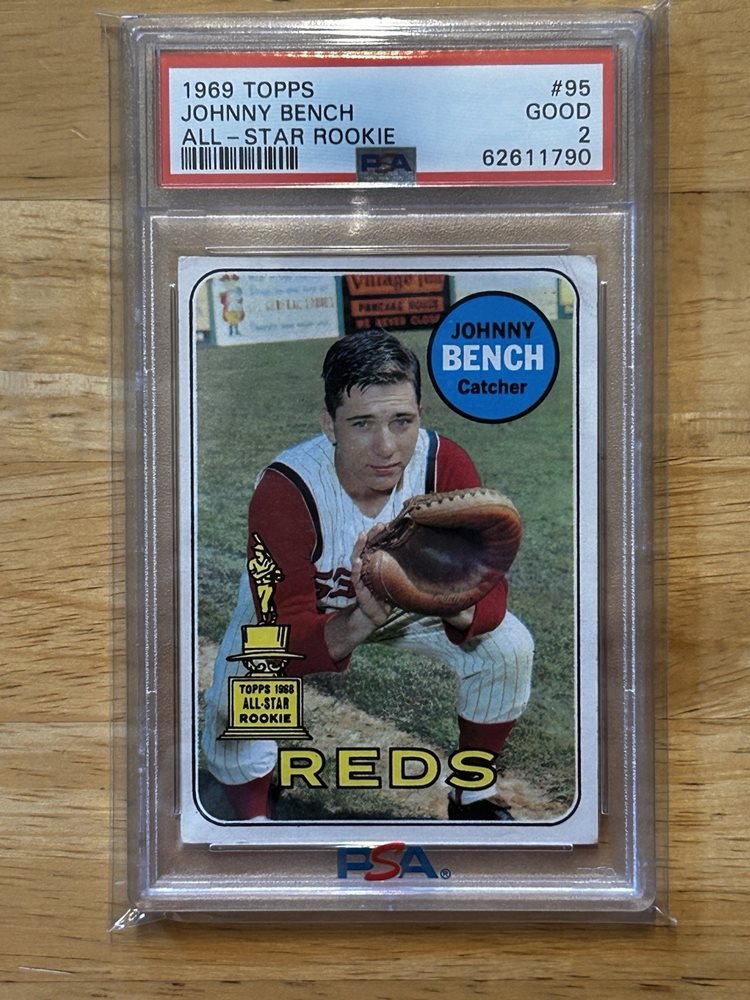 1969 TOPPS #95
JOHNNY BENCH GOOD
ALL-STAR ROOKIE 2
PSA 62611790
Village Inn
PANCAKE HOUSE
WE NEVER CLOSE
JOHNNY
BENCH
Catcher
TOPPS 1968
ALL-STAR
ROOKIE
REDS
PSA®